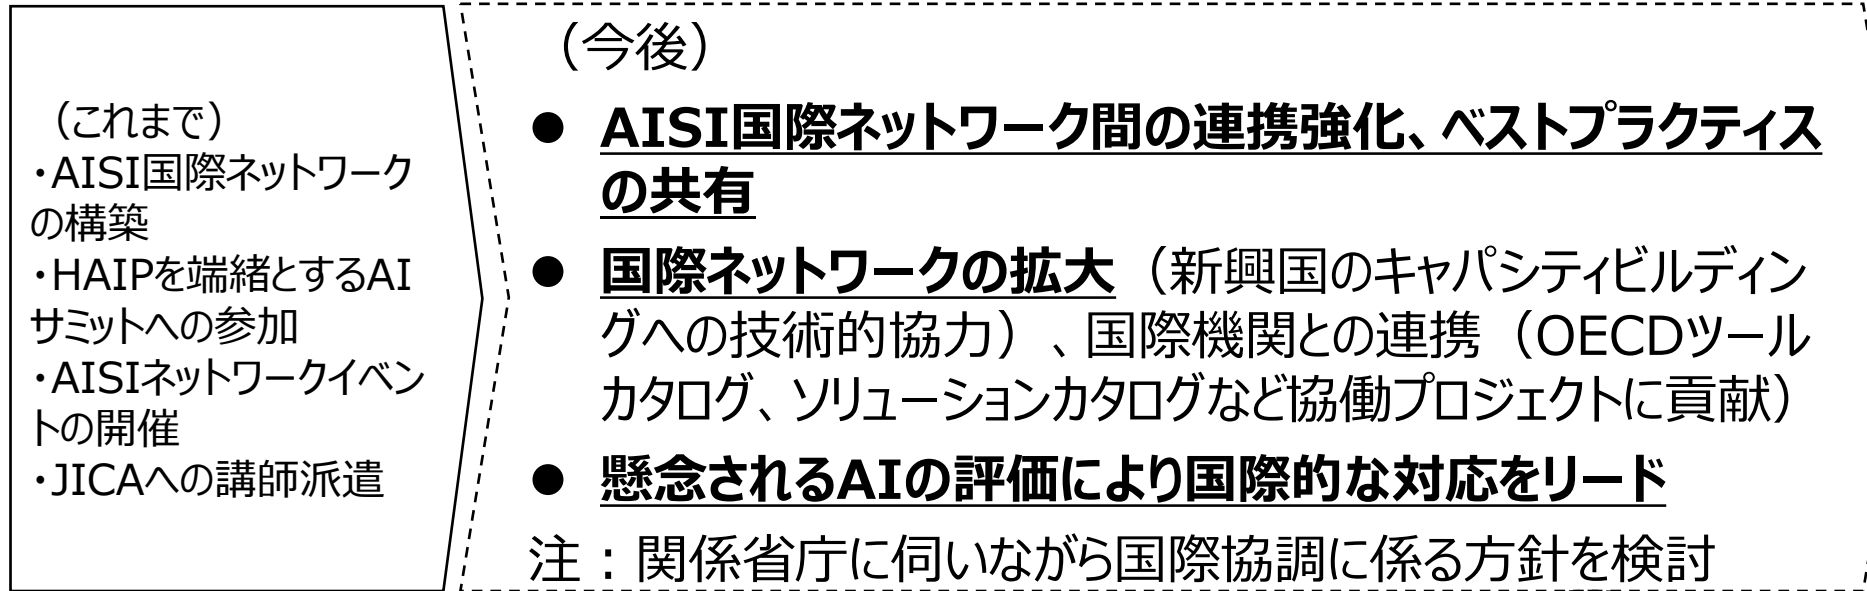 （これまで）
・AISI国際ネットワーク
の構築
・HAIPを端緒とするAI
サミットへの参加
・AISIネットワークイベン
トの開催
・JICAへの講師派遣
（今後）
● AISI国際ネットワーク間の連携強化、ベストプラクティス
の共有
● 国際ネットワークの拡大（新興国のキャパシティビルディン
グへの技術的協力）、国際機関との連携（OECDツール
カタログ、ソリューションカタログなど協働プロジェクトに貢献）
● 懸念されるAIの評価により国際的な対応をリード
注：関係省庁に伺いながら国際協調に係る方針を検討